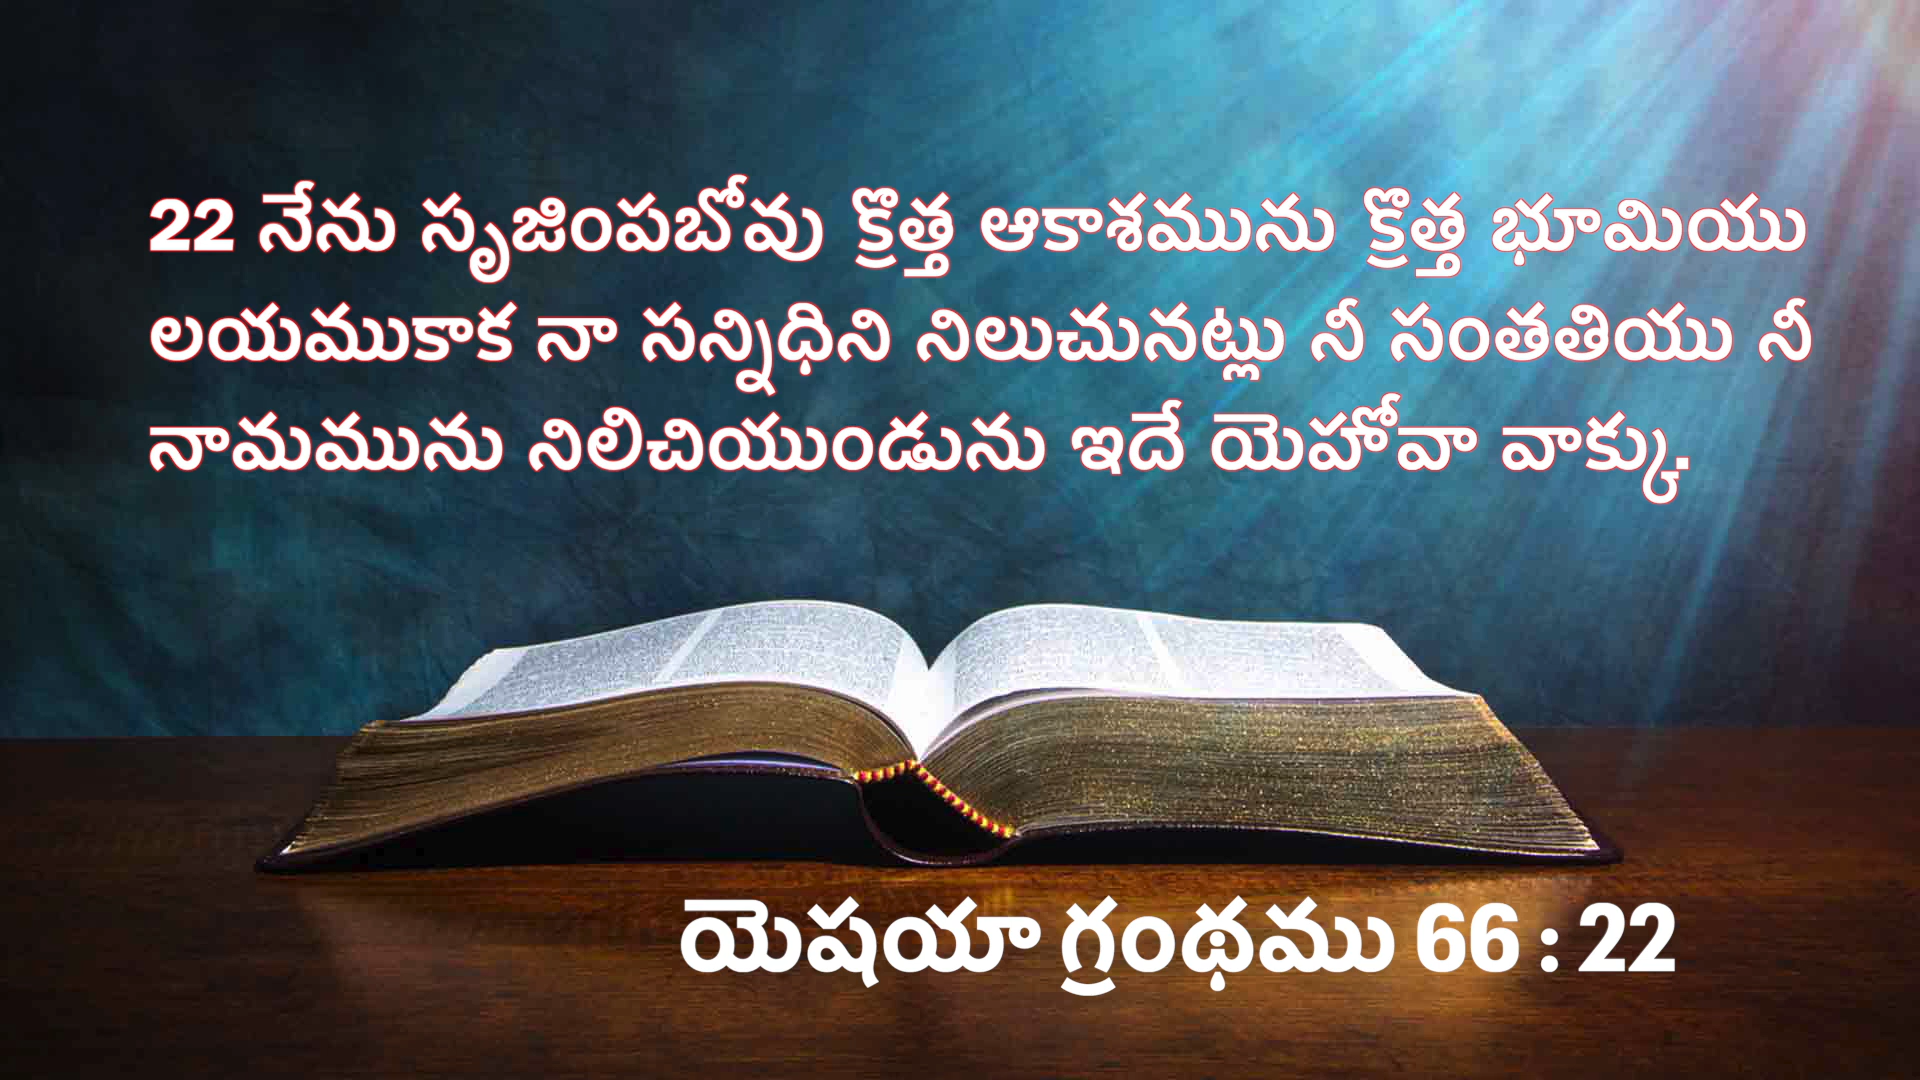 22 నేను సృజింపబోవు క్రొత్త ఆకాశమును క్రొత్త భూమియు
లయముకాక నా సన్నిధిని నిలుచునట్లు నీ సంతతియు నీ
నామమును నిలిచియుండును ఇదే యెహోవా వాక్కు.
యెషయా గ్రంథము 66 : 22